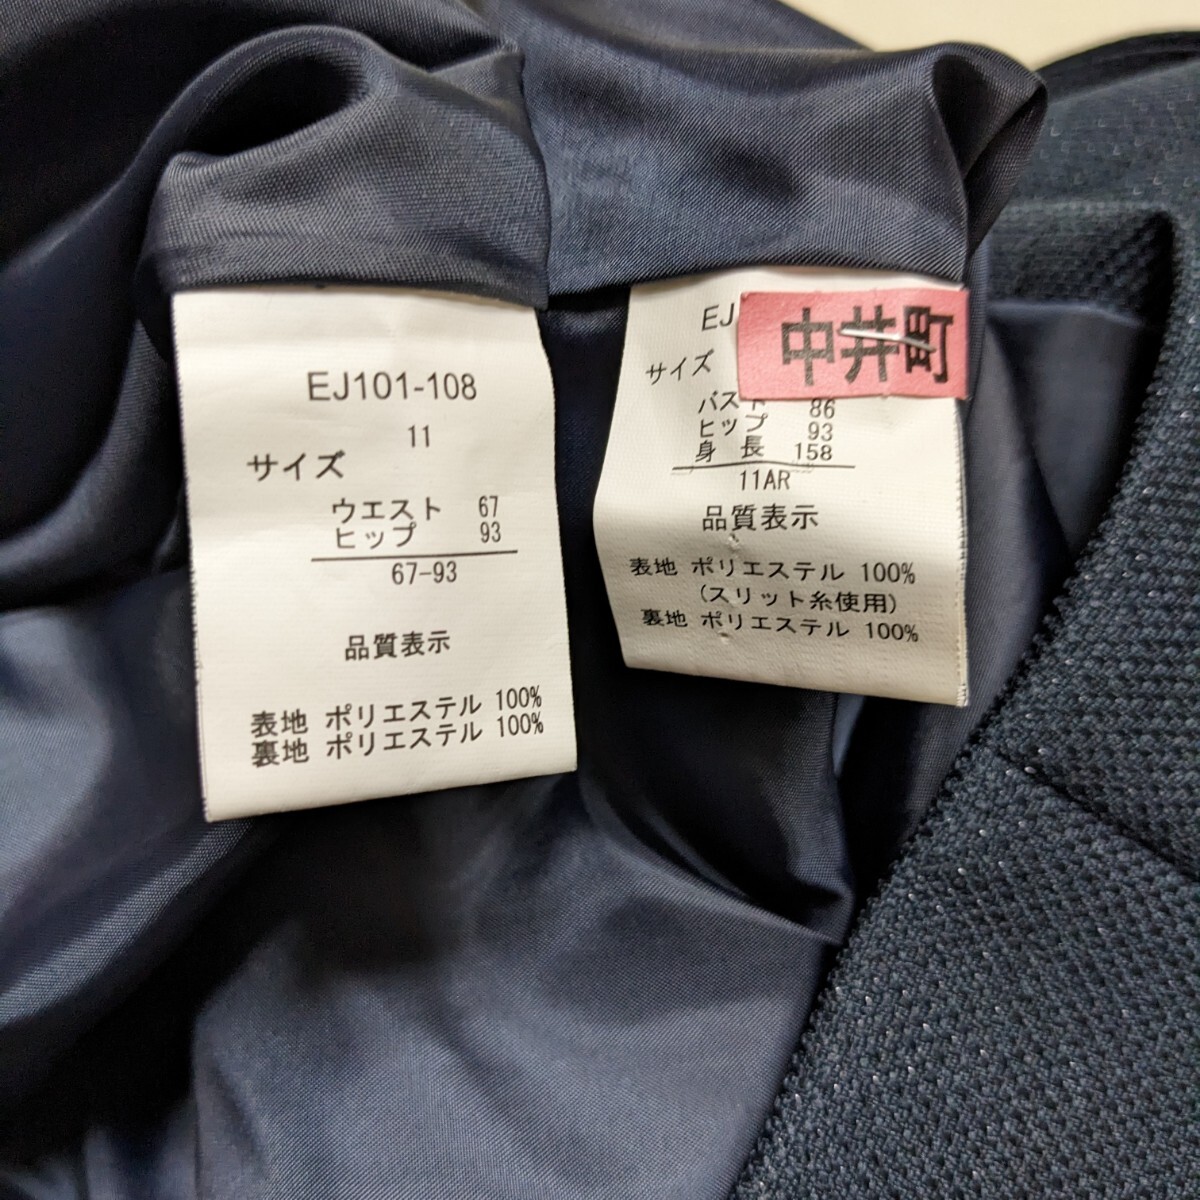 EJ101-108
11
サイズ
ウエスト 67
ヒップ 93
67-93
品質表示
表地 ポリエステル 100%
裏地 ポリエステル 100%
EJ
中井町
サイズ
バスト 86
ヒップ 93
身長 158
11AR
品質表示
表地 ポリエステル 100%
(スリット糸使用)
裏地 ポリエステル 100%